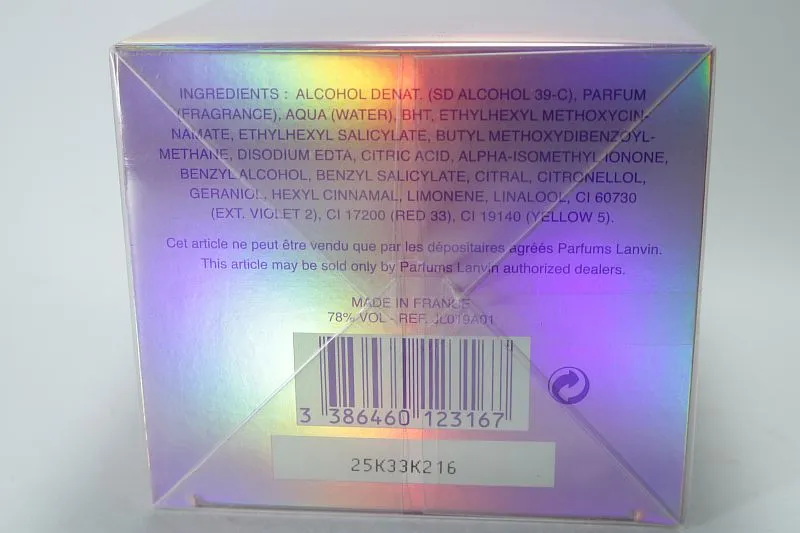 INGREDIENTS : ALCOHOL DENAT. (SD ALCOHOL 39-C), PARFUM
(FRAGRANCE), AQUA (WATER), BHT, ETHYLHEXYL METHOXYCIN-
NAMATE, ETHYLHEXYL SALICYLATE, BUTYL METHOXYDIBENZOYL-
METHANE, DISODIUM EDTA, CITRIC ACID, ALPHA-ISOMETHYL IONONE,
BENZYL ALCOHOL, BENZYL SALICYLATE, CITRAL, CITRONELLOL,
GERANIOL, HEXYL CINNAMAL, LIMONENE, LINALOOL, CI 60730
(EXT. VIOLET 2), CI 17200 (RED 33), CI 19140 (YELLOW 5).
Cet article ne peut être vendu que par les dépositaires agréés Parfums Lanvin.
This article may be sold only by Parfums Lanvin authorized dealers.
MADE IN FRANCE
78% VOL - REF. JL019A01
3 386460 123167
25K33K216